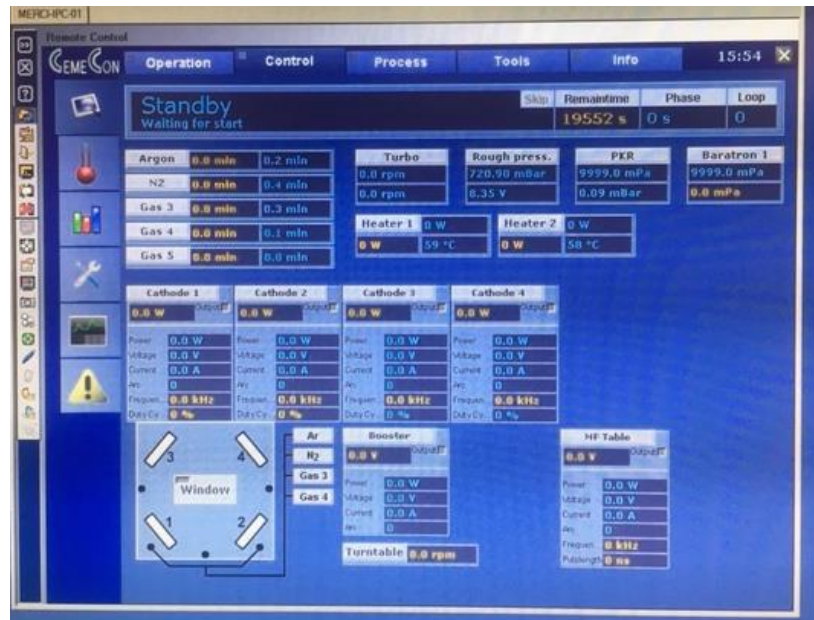 MERCI-IPC-01
Remote Control
CEMECON Operation Control Process Tools Info 15:54
Standby
Waiting for start
Skip Remaintime Phase Loop
19552 s 0 s 0
Argon 0.0 mln 0.2 mln
N2 0.0 mln 0.4 mln
Gas 3 0.0 mln 0.3 mln
Gas 4 0.0 mln 0.1 mln
Gas 5 0.0 mln 0.0 mln
Turbo Rough press. PKR Baratron 1
0.0 rpm 720.90 mBar 9999.0 mPa 9999.0 mPa
0.0 rpm 0.35 V 0.09 mBar 0.0 mPa
Heater 1 0 W Heater 2 0 W
0 W 59 °C 0 W 58 °C
Cathode 1 Cathode 2 Cathode 3 Cathode 4
0.0 W Output 0.0 W Output 0.0 W Output 0.0 W Output
Power 0.0 W Power 0.0 W Power 0.0 W Power 0.0 W
Voltage 0.0 V Voltage 0.0 V Voltage 0.0 V Voltage 0.0 V
Current 0.0 A Current 0.0 A Current 0.0 A Current 0.0 A
Arc 0 Arc 0 Arc 0 Arc 0
Frequen. 0.0 kHz Frequen. 0.0 kHz Frequen. 0.0 kHz Frequen. 0.0 kHz
Duty Cy. 0 % Duty Cy. 0 % Duty Cy. 0 % Duty Cy. 0 %
3 4
Window
1 2
Ar
N2
Gas 3
Gas 4
Booster
0.0 V Output
Power 0.0 W
Voltage 0.0 V
Current 0.0 A
Arc 0
Turntable 0.0 rpm
HF Table
0.0 V Output
Power 0.0 W
Voltage 0.0 V
Current 0.0 A
Arc 0
Frequen. 0 kHz
Pulslength 0 ns